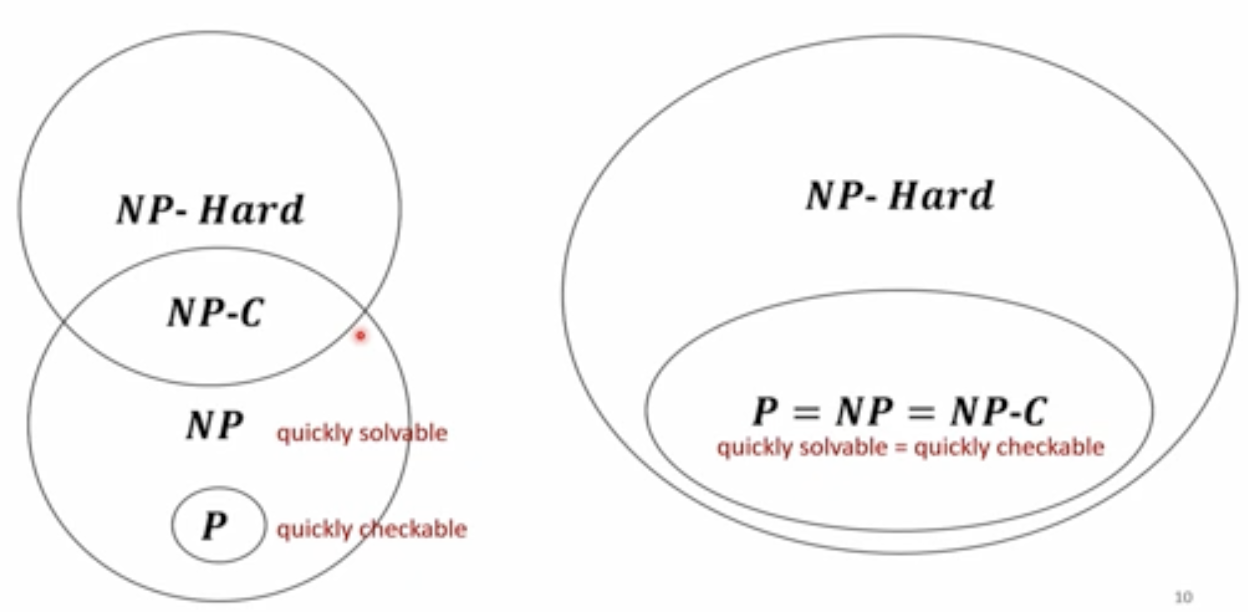 NP- Hard
NP-C
NP quickly solvable
P quickly checkable
NP- Hard
P = NP = NP-C
quickly solvable = quickly checkable
10